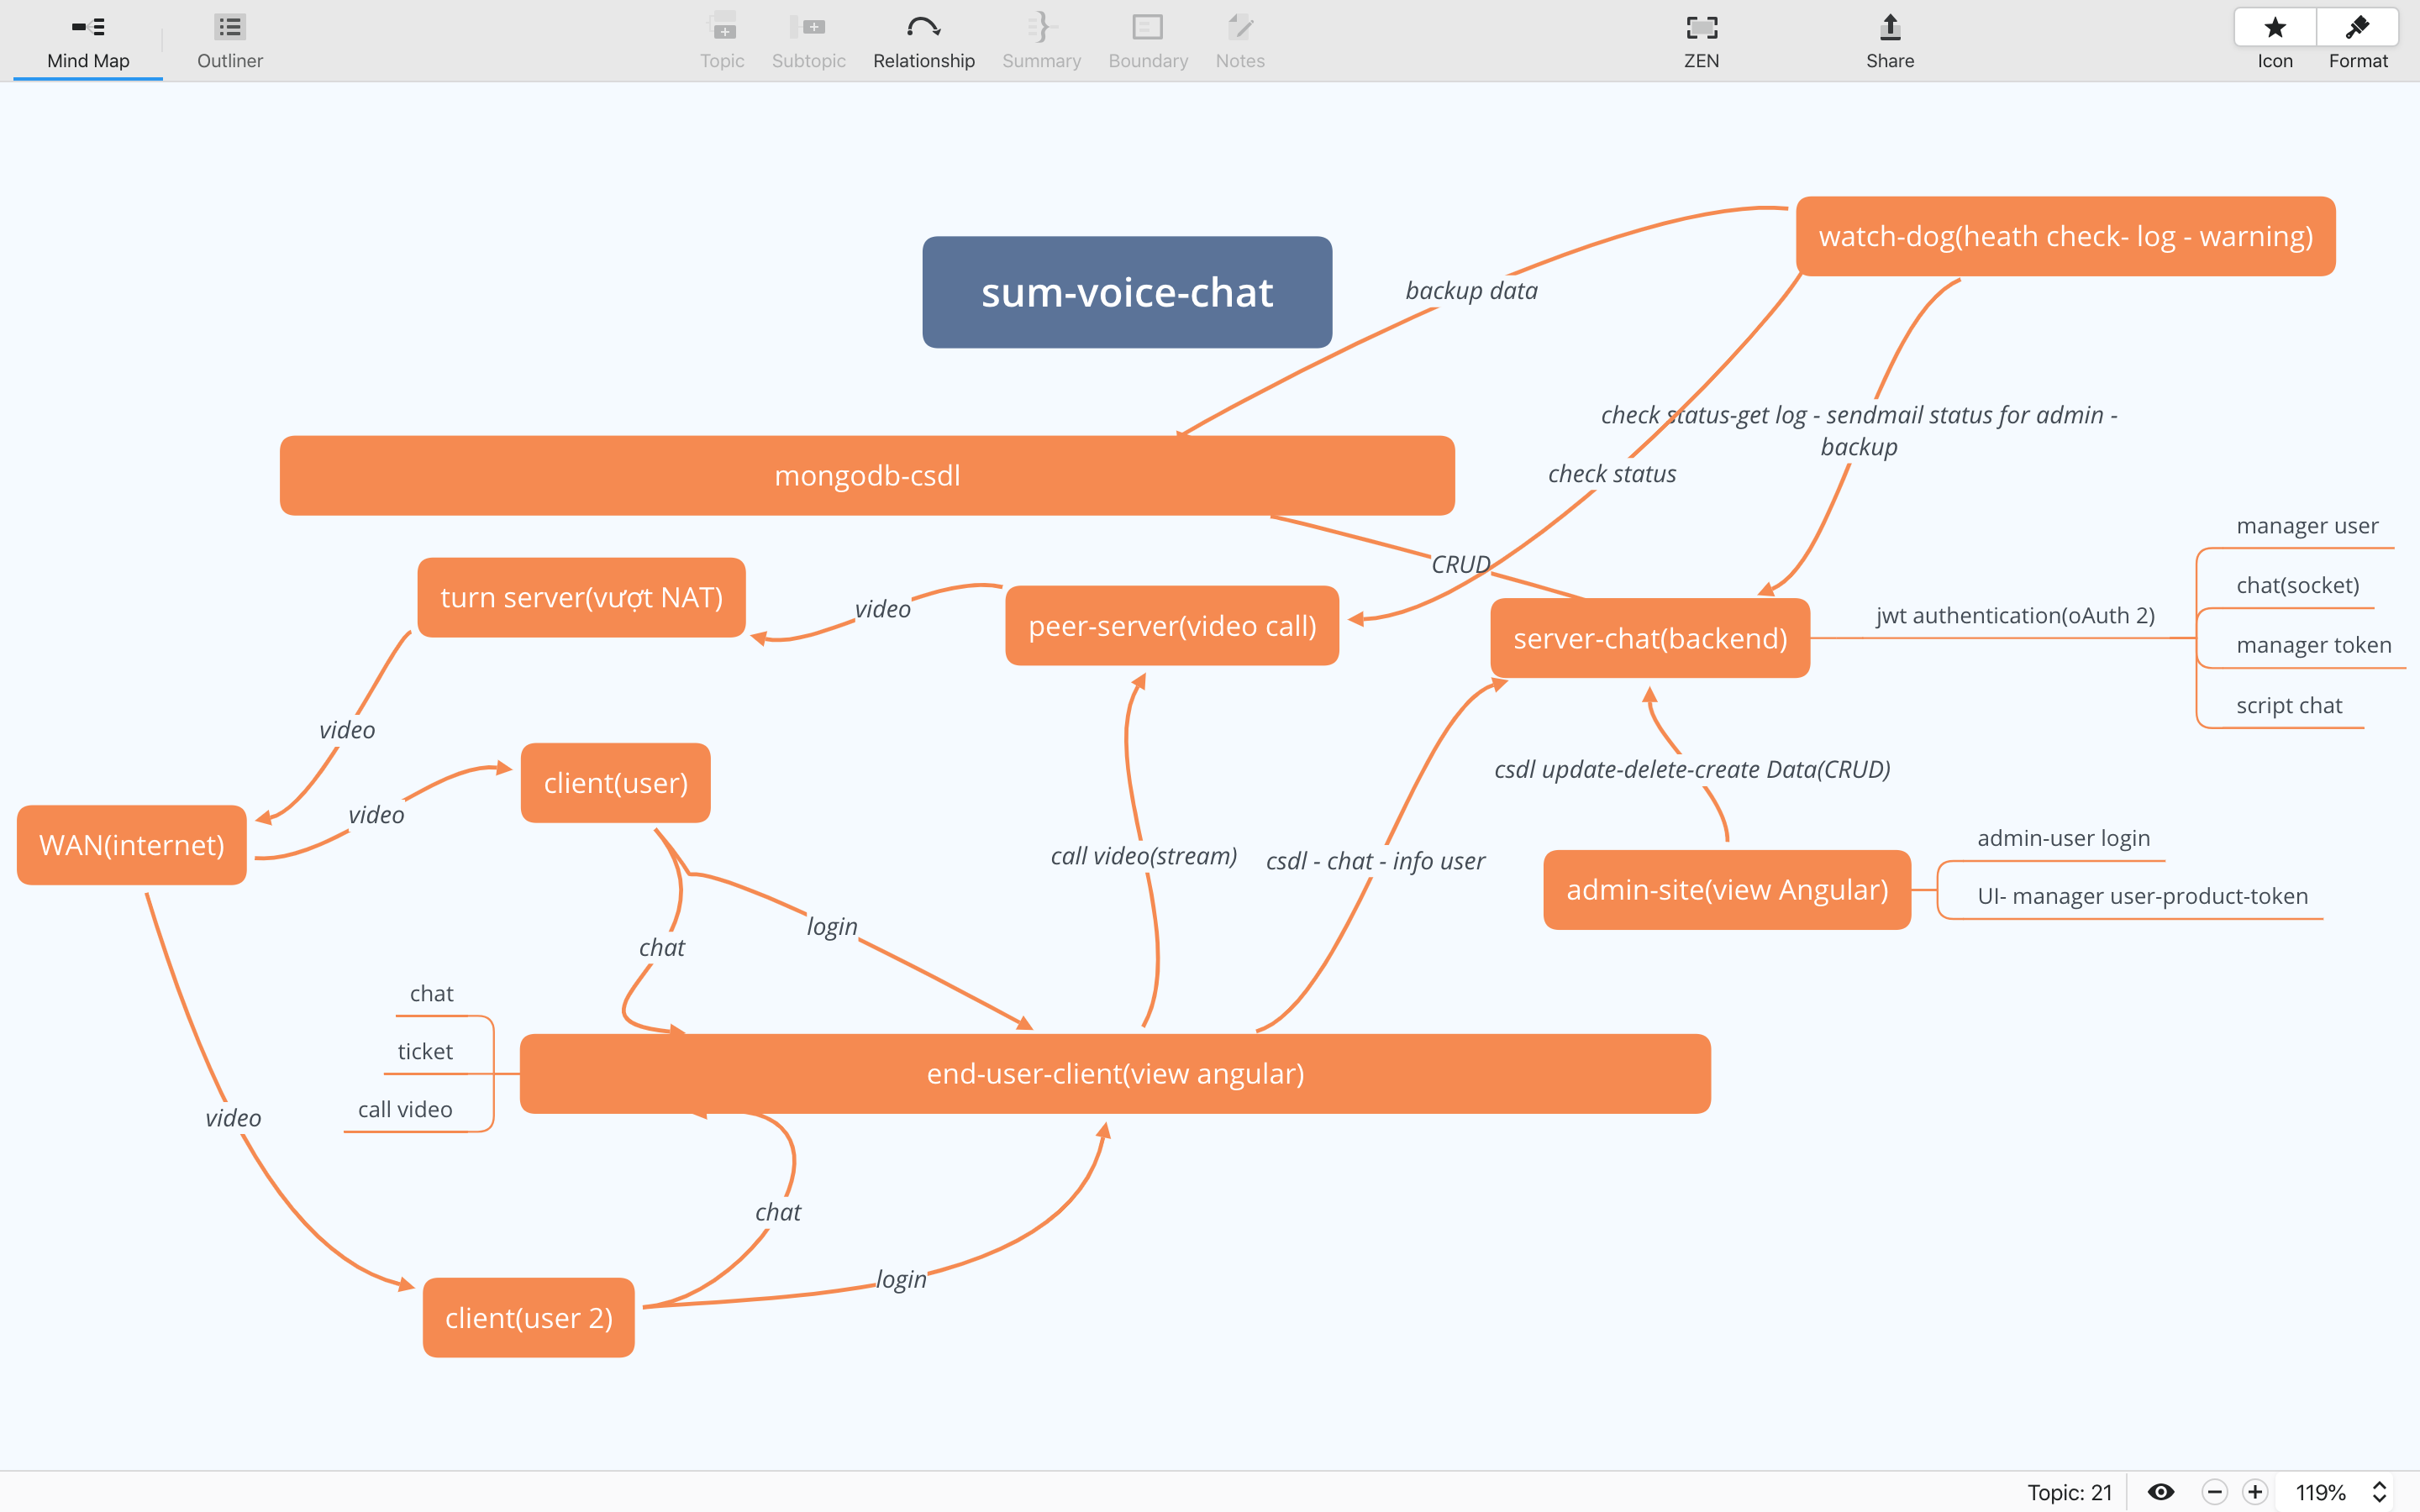 Mind Map
Outliner
Topic
Subtopic
Relationship
Summary
Boundary
Notes
ZEN
Share
Icon
Format
watch-dog(heath check- log - warning)
sum-voice-chat
backup data
check status-get log - sendmail status for admin -
backup
mongodb-csdl
check status
manager user
CRUD
chat(socket)
turn server(vượt NAT)
video
peer-server(video call)
server-chat(backend)
jwt authentication(oAuth 2)
manager token
script chat
video
client(user)
csdl update-delete-create Data(CRUD)
video
WAN(internet)
call video(stream)
csdl - chat - info user
admin-user login
admin-site(view Angular)
UI- manager user-product-token
login
chat
chat
ticket
call video
end-user-client(view angular)
video
chat
login
client(user 2)
Topic: 21
119%